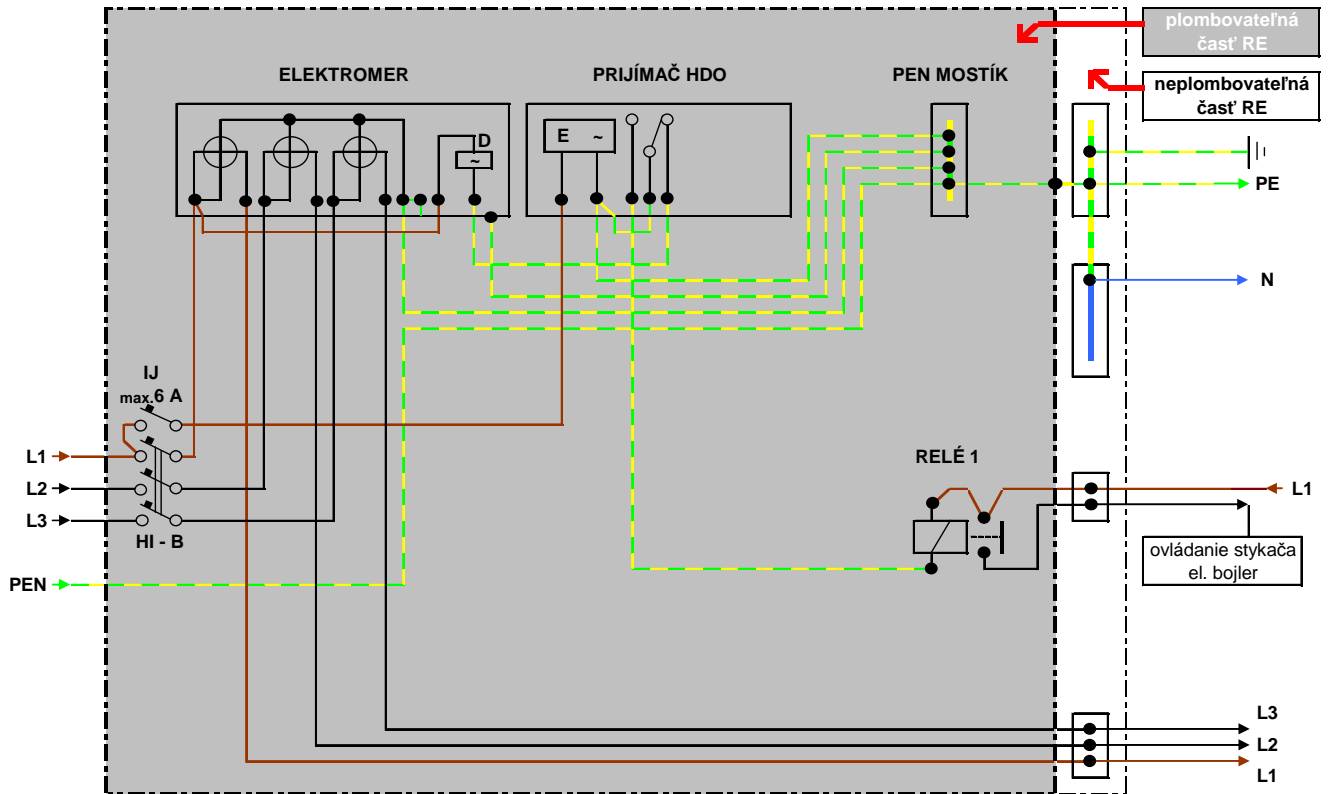 plombovateľná
časť RE
ELEKTROMER
PRIJÍMAČ HDO
PEN MOSTÍK
neplombovateľná
časť RE
D
~
E ~
PE
N
IJ
max.6 A
L1
L2
L3
HI - B
PEN
RELÉ 1
L1
ovládanie stykača
el. bojler
L3
L2
L1